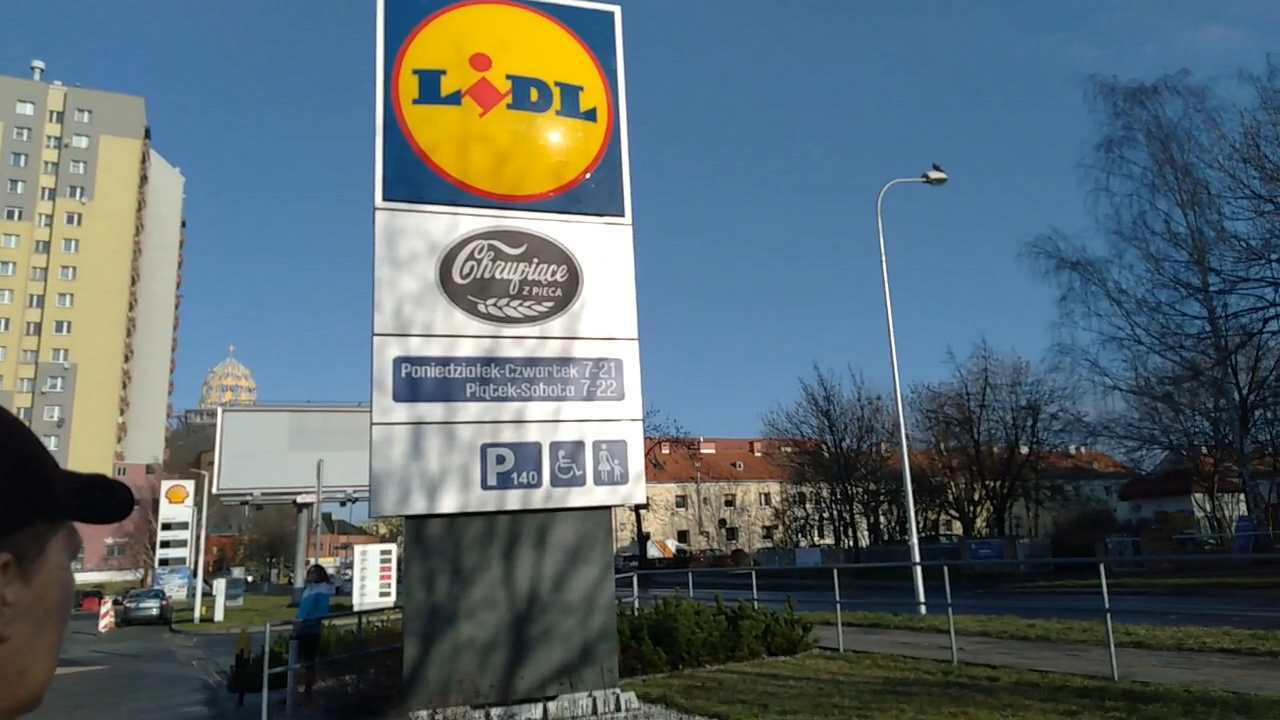 LIDL
Chrupiące
Z PIECA
Poniedziałek-Czwartek 7-21
Piątek-Sobota 7-22
P 140